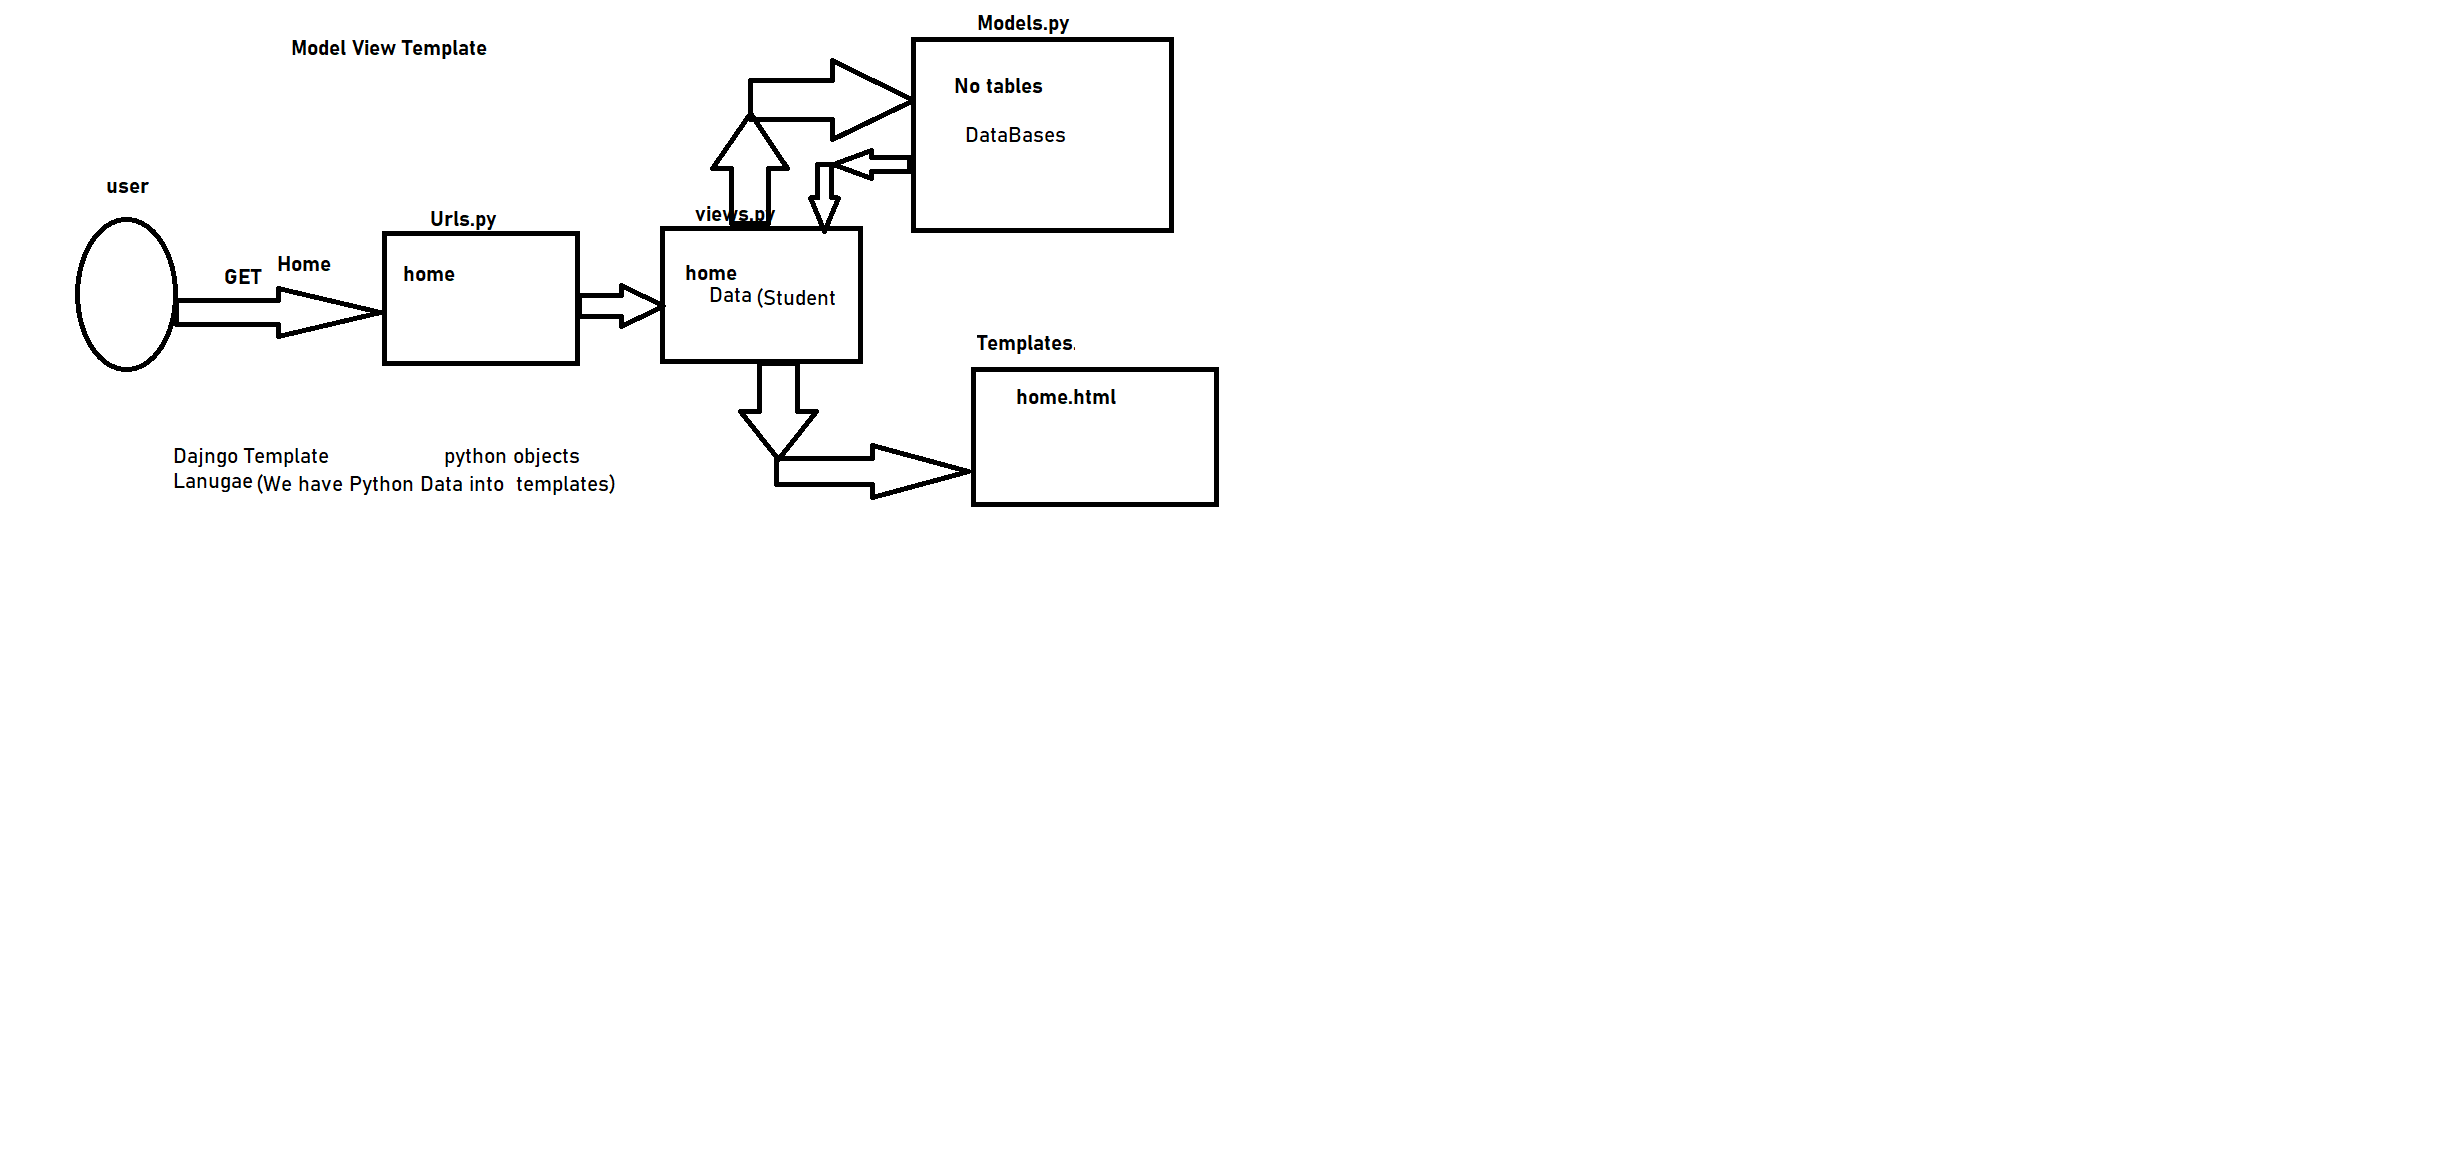 Models.py
Model View Template
No tables
DataBases
user
Urls.py
views.py
GET Home
home
home
Data (Student
Templates.
home.html
Dajngo Template python objects
Lanugae (We have Python Data into templates)